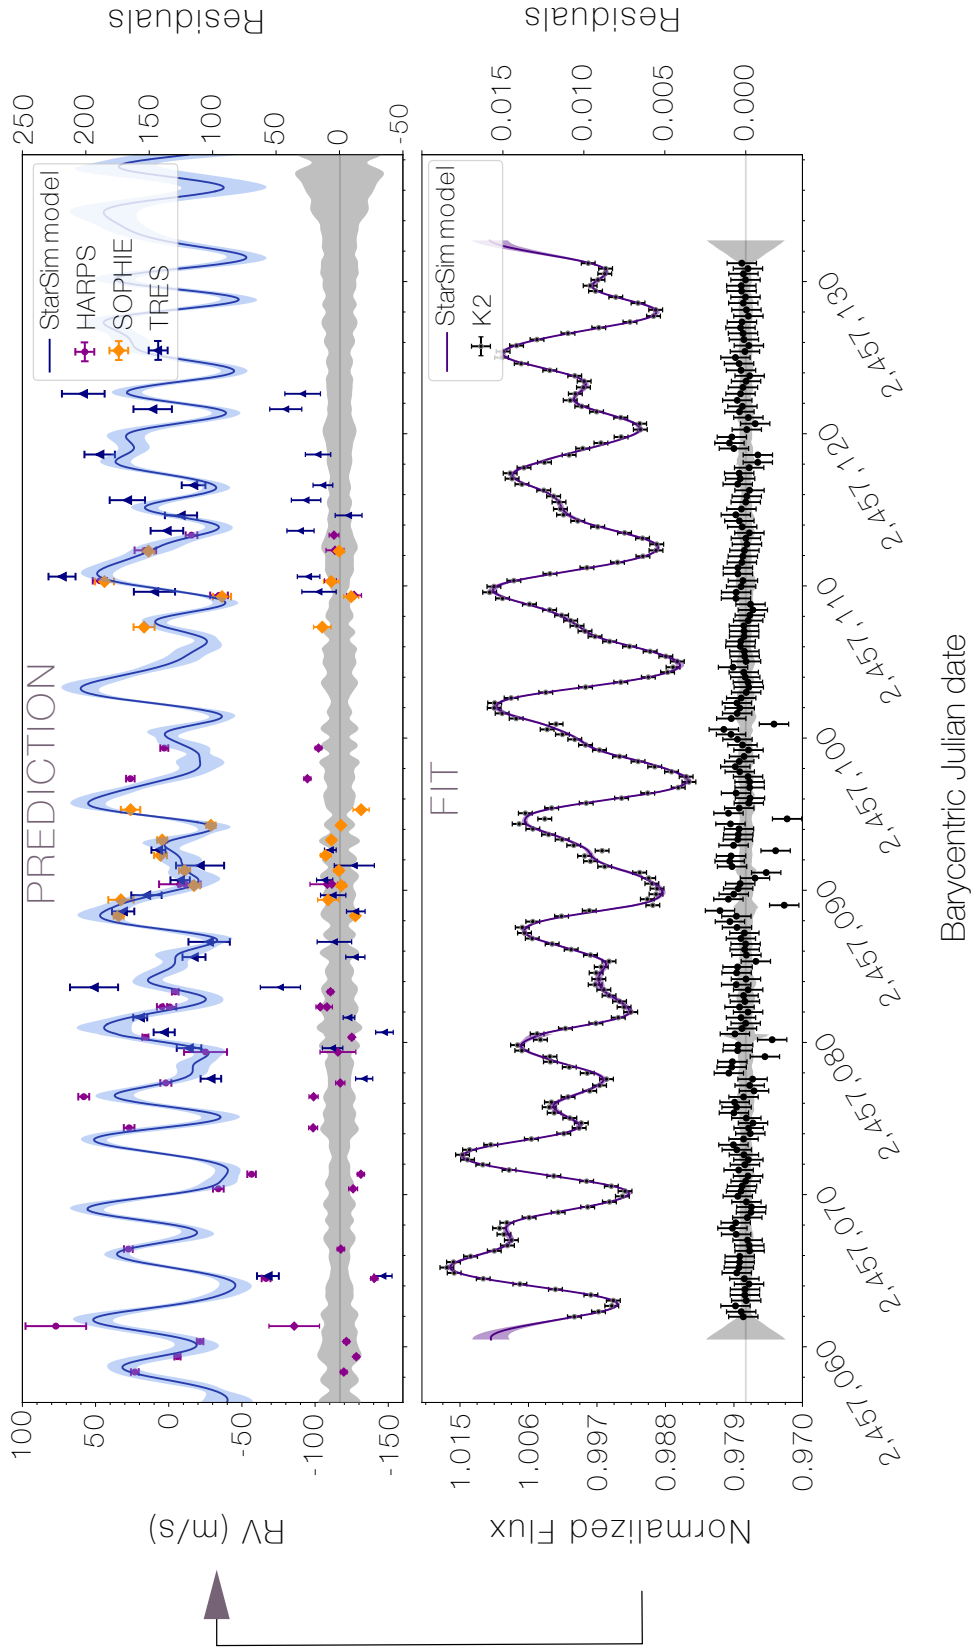 PREDICTION
RV (m/s)
100
50
0
-50
-100
-150
StarSim model
HARPS
SOPHIE
TRES
250
200
150
100
50
0
-50
Residuals
FIT
Normalized Flux
1.015
1.006
0.997
0.988
0.979
0.970
StarSim model
K2
0.015
0.010
0.005
0.000
Residuals
2,457,060
2,457,070
2,457,080
2,457,090
2,457,100
2,457,110
2,457,120
2,457,130
Barycentric Julian date